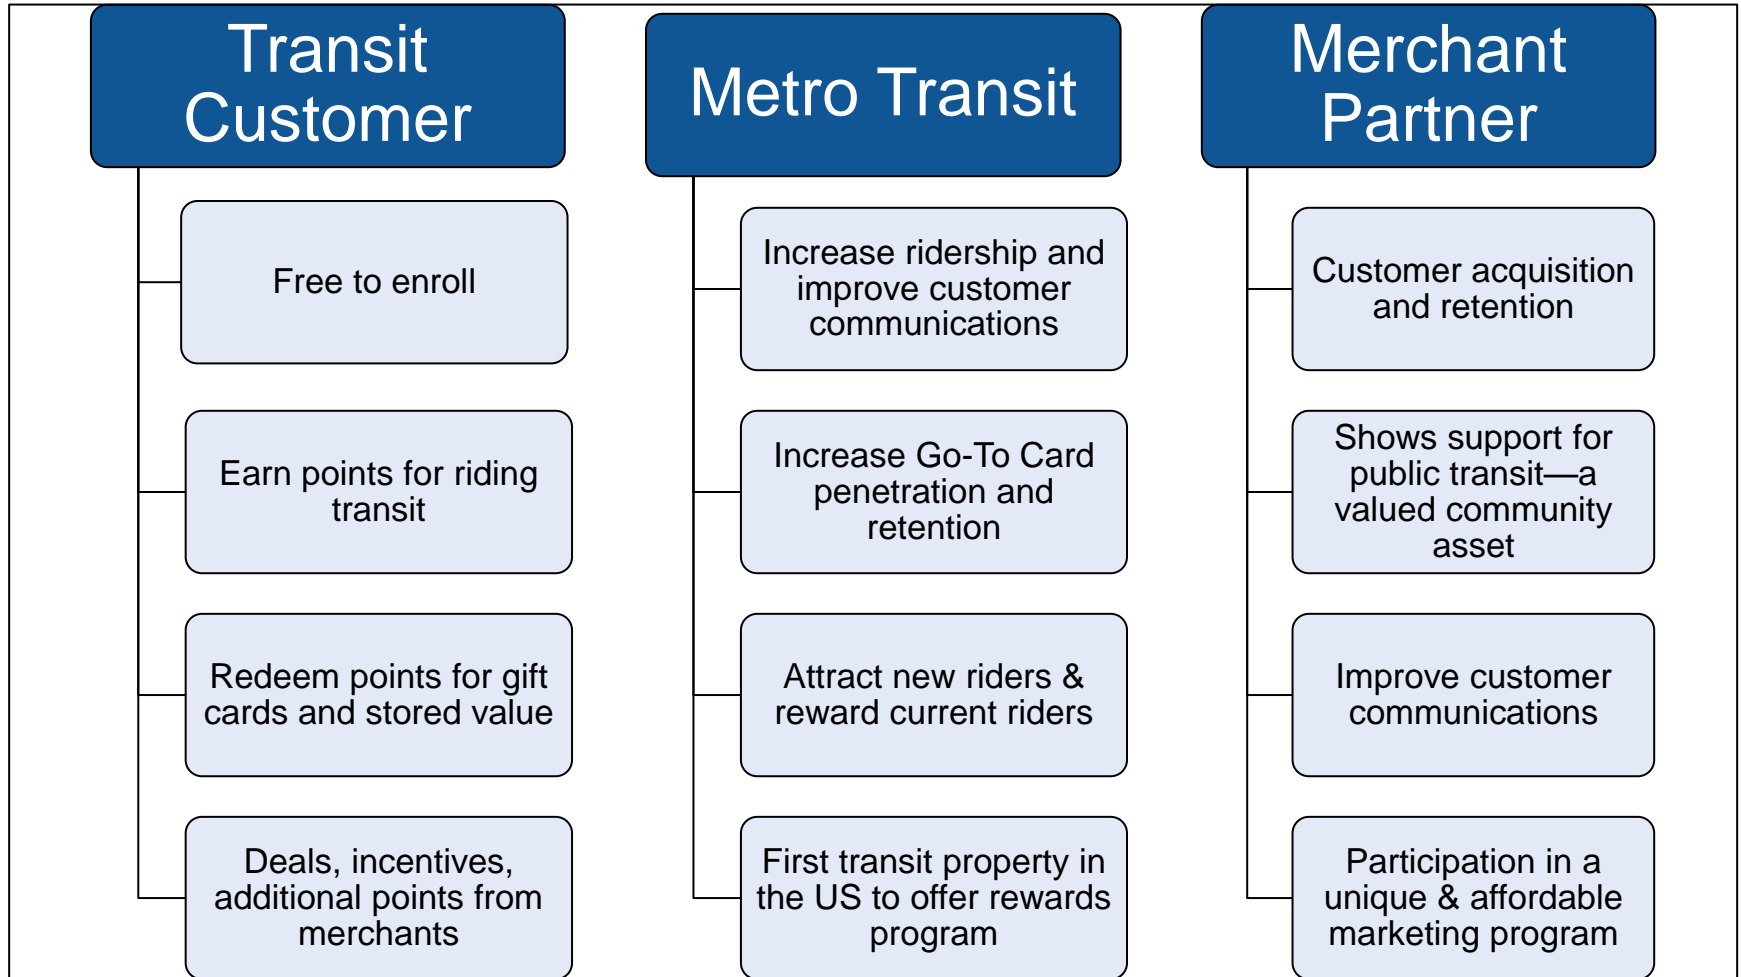 Transit
Customer
Free to enroll
Earn points for riding
transit
Redeem points for gift
cards and stored value
Deals, incentives,
additional points from
merchants
Metro Transit
Increase ridership and
improve customer
communications
Increase Go-To Card
penetration and
retention
Attract new riders &
reward current riders
First transit property in
the US to offer rewards
program
Merchant
Partner
Customer acquisition
and retention
Shows support for
public transit—a
valued community
asset
Improve customer
communications
Participation in a
unique & affordable
marketing program